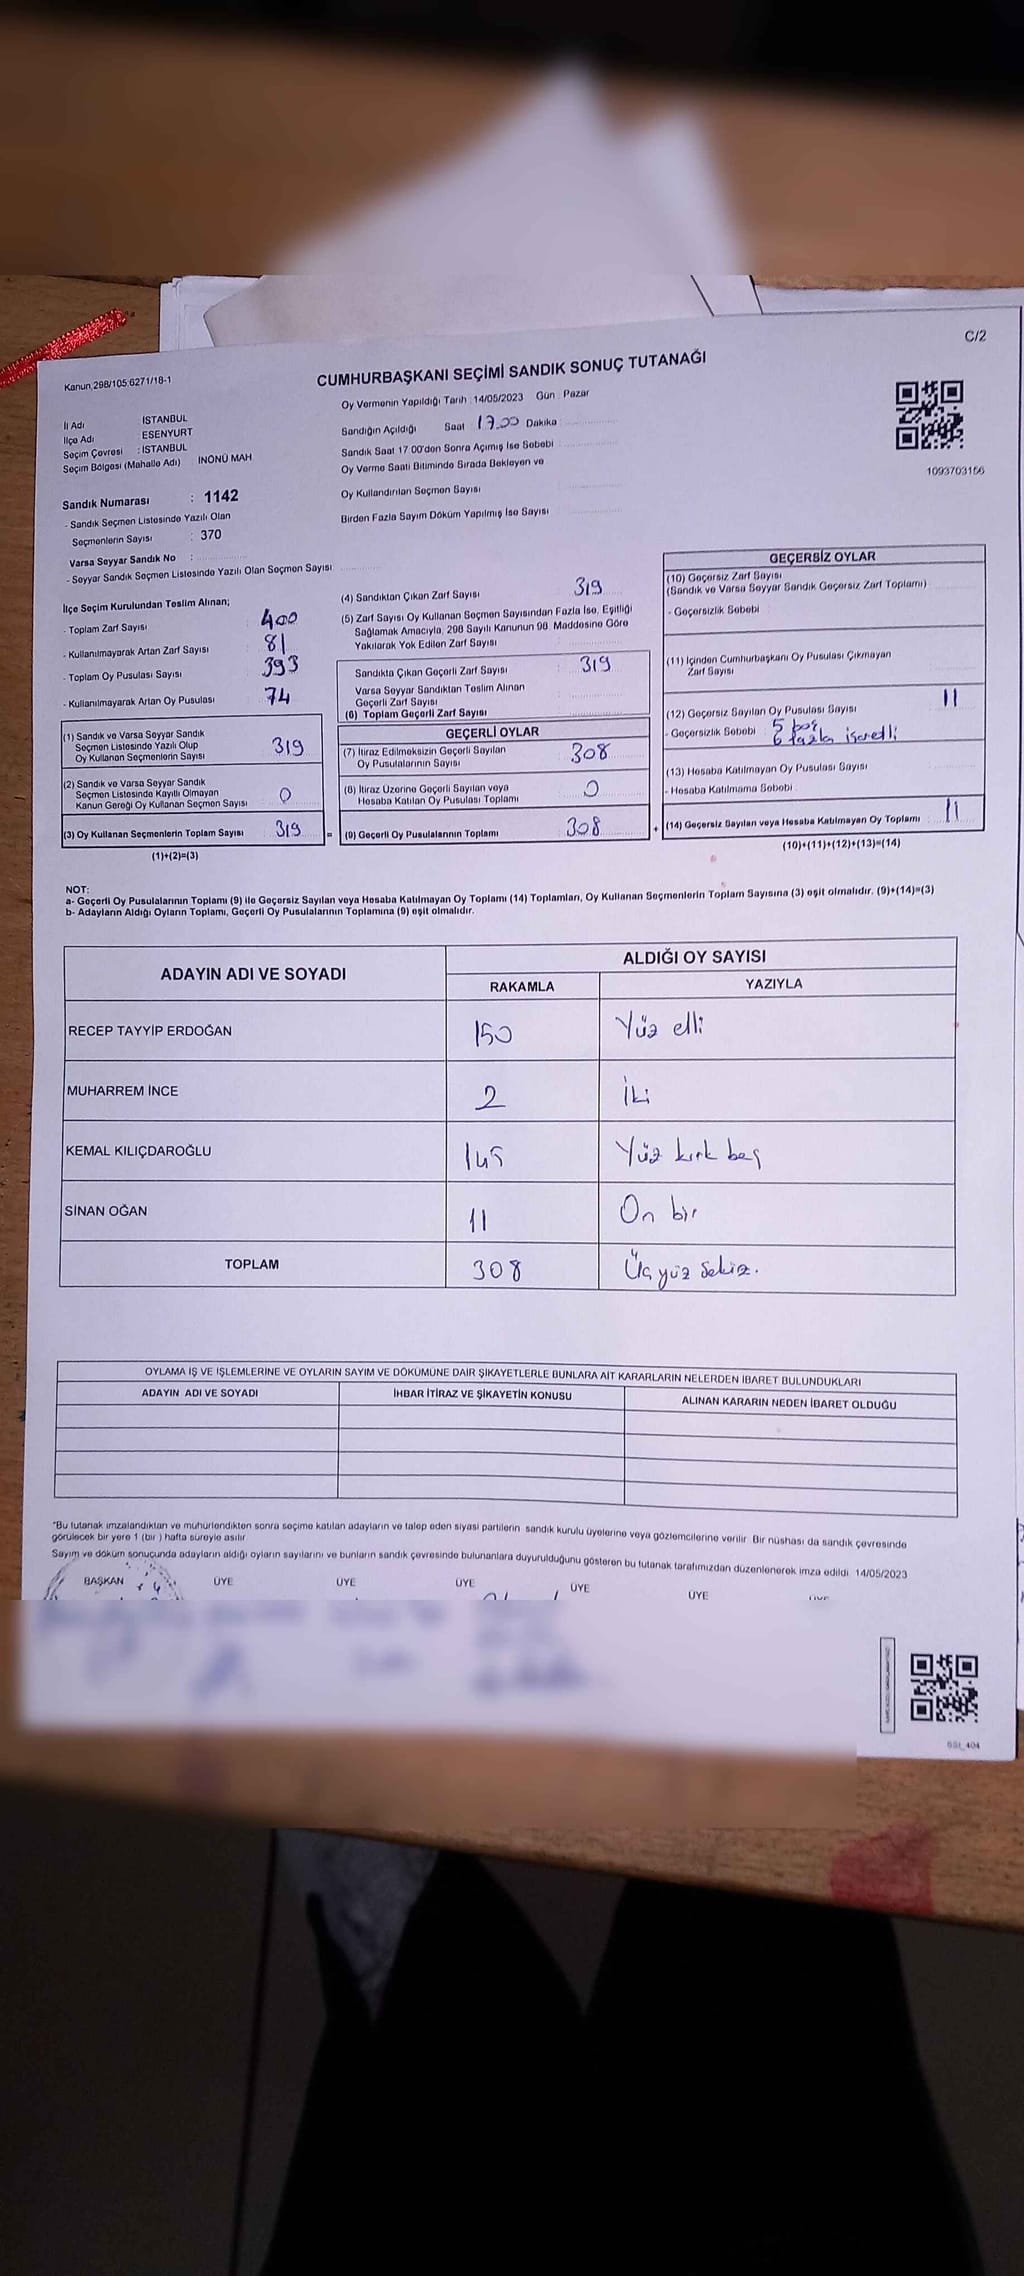 C/2
Kanun 298/105,6271/18-1
CUMHURBAŞKANI SEÇİMİ SANDIK SONUÇ TUTANAĞI
İl Adı İSTANBUL
İlçe Adı ESENYURT
Seçim Çevresi : İSTANBUL
Seçim Bölgesi (Mahalle Adı) İNÖNÜ MAH
Sandık Numarası : 1142
- Sandık Seçmen Listesinde Yazılı Olan
Seçmenlerin Sayısı : 370
Varsa Seyyar Sandık No :
- Seyyar Sandık Seçmen Listesinde Yazılı Olan Seçmen Sayısı
Oy Vermenin Yapıldığı Tarih : 14/05/2023 Gün : Pazar
Sandığın Açıldığı Saat 17.00 Dakika
Sandık Saat 17 00'den Sonra Açımış İse Sebebi
Oy Verme Saati Bitiminde Sırada Bekleyen ve
Oy Kullandırılan Seçmen Sayısı
Birden Fazla Sayım Döküm Yapılmış İse Sayısı
1093703156
İlçe Seçim Kurulundan Teslim Alınan;
- Toplam Zarf Sayısı 400
- Kullanılmayarak Artan Zarf Sayısı 81
- Toplam Oy Pusulası Sayısı 393
- Kullanılmayarak Artan Oy Pusulası 74
(1) Sandık ve Varsa Seyyar Sandık
Seçmen Listesinde Yazılı Olup
Oy Kullanan Seçmenlerin Sayısı 319
(2) Sandık ve Varsa Seyyar Sandık
Seçmen Listesinde Kayıtlı Olmayan
Kanun Gereği Oy Kullanan Seçmen Sayısı 0
(3) Oy Kullanan Seçmenlerin Toplam Sayısı 319 =
(1)+(2)=(3)
(4) Sandıktan Çıkan Zarf Sayısı 319
(5) Zarf Sayısı Oy Kullanan Seçmen Sayısından Fazla İse, Eşitliği
Sağlamak Amacıyla, 298 Sayılı Kanunun 98. Maddesine Göre
Yakılarak Yok Edilen Zarf Sayısı
Sandıkta Çıkan Geçerli Zarf Sayısı 319
Varsa Seyyar Sandıktan Teslim Alınan
Geçerli Zarf Sayısı
(6) Toplam Geçerli Zarf Sayısı
GEÇERLİ OYLAR
(7) İtiraz Edilmeksizin Geçerli Sayılan
Oy Pusulalarının Sayısı 308
(8) İtiraz Üzerine Geçerli Sayılan veya
Hesaba Katılan Oy Pusulası Toplamı 0
(9) Geçerli Oy Pusulalarının Toplamı 308 +
GEÇERSİZ OYLAR
(10) Geçersiz Zarf Sayısı
(Sandık ve Varsa Seyyar Sandık Geçersiz Zarf Toplamı)
- Geçersizlik Sebebi
(11) İçinden Cumhurbaşkanı Oy Pusulası Çıkmayan
Zarf Sayısı
(12) Geçersiz Sayılan Oy Pusulası Sayısı 11
- Geçersizlik Sebebi : 5 boş
6 fazla işaretli
(13) Hesaba Katılmayan Oy Pusulası Sayısı
- Hesaba Katılmama Sebebi
(14) Geçersiz Sayılan veya Hesaba Katılmayan Oy Toplamı 11
(10)+(11)+(12)+(13)=(14)
NOT:
a- Geçerli Oy Pusulalarının Toplamı (9) ile Geçersiz Sayılan veya Hesaba Katılmayan Oy Toplamı (14) Toplamları, Oy Kullanan Seçmenlerin Toplam Sayısına (3) eşit olmalıdır. (9)+(14)=(3)
b- Adayların Aldığı Oyların Toplamı, Geçerli Oy Pusulalarının Toplamına (9) eşit olmalıdır.
ADAYIN ADI VE SOYADI
ALDIĞI OY SAYISI
RAKAMLA YAZIYLA
RECEP TAYYİP ERDOĞAN 150 Yüz elli
MUHARREM İNCE 2 İki
KEMAL KILIÇDAROĞLU 145 Yüz kırk beş
SİNAN OĞAN 11 On bir
TOPLAM 308 Üçyüz Sekiz.
OYLAMA İŞ VE İŞLEMLERİNE VE OYLARIN SAYIM VE DÖKÜMÜNE DAİR ŞİKAYETLERLE BUNLARA AİT KARARLARIN NELERDEN İBARET BULUNDUKLARI
ADAYIN ADI VE SOYADI İHBAR İTİRAZ VE ŞİKAYETİN KONUSU ALINAN KARARIN NEDEN İBARET OLDUĞU
*Bu tutanak imzalandıktan ve mühürlendikten sonra seçime katılan adayların ve talep eden siyasi partilerin sandık kurulu üyelerine veya gözlemcilerine verilir. Bir nüshası da sandık çevresinde
görülecek bir yere 1 (bir ) hafta süreyle asılır.
Sayım ve döküm sonucunda adayların aldığı oyların sayılarını ve bunların sandık çevresinde bulunanlara duyurulduğunu gösteren bu tutanak tarafımızdan düzenlenerek imza edildi. 14/05/2023
BAŞKAN ÜYE ÜYE ÜYE ÜYE ÜYE